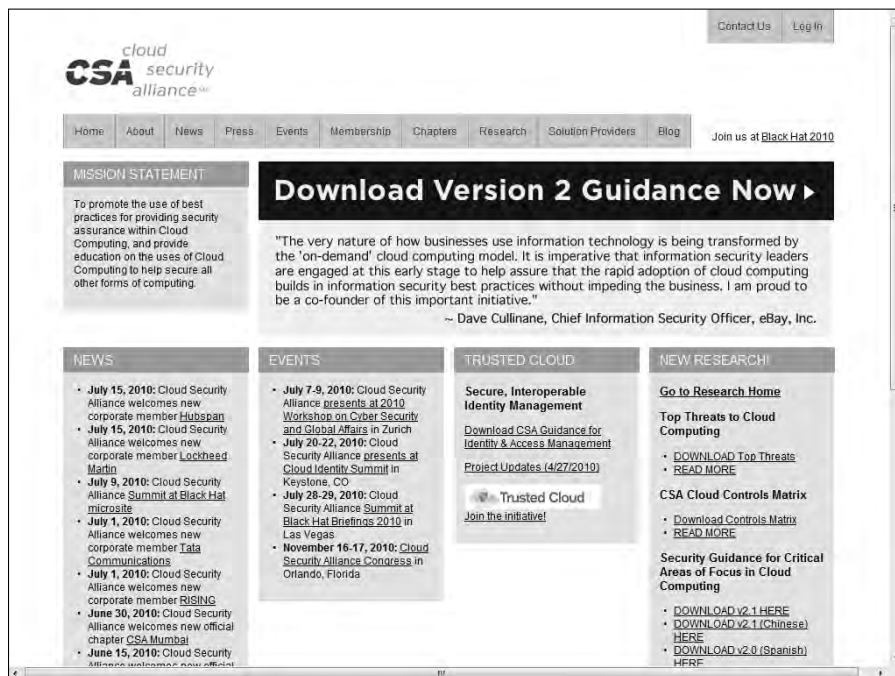 Contact Us Log In
CSA cloud security alliance
Home About News Press Events Membership Chapters Research Solution Providers Blog
Join us at Black Hat 2010
MISSION STATEMENT
To promote the use of best
practices for providing security
assurance within Cloud
Computing, and provide
education on the uses of Cloud
Computing to help secure all
other forms of computing.
Download Version 2 Guidance Now
"The very nature of how businesses use information technology is being transformed by
the 'on-demand' cloud computing model. It is imperative that information security leaders
are engaged at this early stage to help assure that the rapid adoption of cloud computing
builds in information security best practices without impeding the business. I am proud to
be a co-founder of this important initiative."
~ Dave Cullinane, Chief Information Security Officer, eBay, Inc.
NEWS
• July 15, 2010: Cloud Security
Alliance welcomes new
corporate member Hubspan
• July 15, 2010: Cloud Security
Alliance welcomes new
corporate member Lockheed
Martin
• July 9, 2010: Cloud Security
Alliance Summit at Black Hat
microsite
• July 1, 2010: Cloud Security
Alliance welcomes new
corporate member Tata
Communications
• July 1, 2010: Cloud Security
Alliance welcomes new
corporate member RISING
• June 30, 2010: Cloud Security
Alliance welcomes new official
chapter CSA Mumbai
• June 15, 2010: Cloud Security
Alliance welcomes new official
EVENTS
• July 7-9, 2010: Cloud Security
Alliance presents at 2010
Workshop on Cyber Security
and Global Affairs in Zurich
• July 20-22, 2010: Cloud
Security Alliance presents at
Cloud Identity Summit in
Keystone, CO
• July 28-29, 2010: Cloud
Security Alliance Summit at
Black Hat Briefings 2010 in
Las Vegas
• November 16-17, 2010: Cloud
Security Alliance Congress in
Orlando, Florida
TRUSTED CLOUD
Secure, Interoperable
Identity Management
Download CSA Guidance for
Identity & Access Management
Project Updates (4/27/2010)
Trusted Cloud
Join the initiative!
NEW RESEARCH!
Go to Research Home
Top Threats to Cloud
Computing
• DOWNLOAD Top Threats
• READ MORE
CSA Cloud Controls Matrix
• Download Controls Matrix
• READ MORE
Security Guidance for Critical
Areas of Focus in Cloud
Computing
• DOWNLOAD v2.1 HERE
• DOWNLOAD v2.1 (Chinese)
HERE
• DOWNLOAD v2.0 (Spanish)
HERE